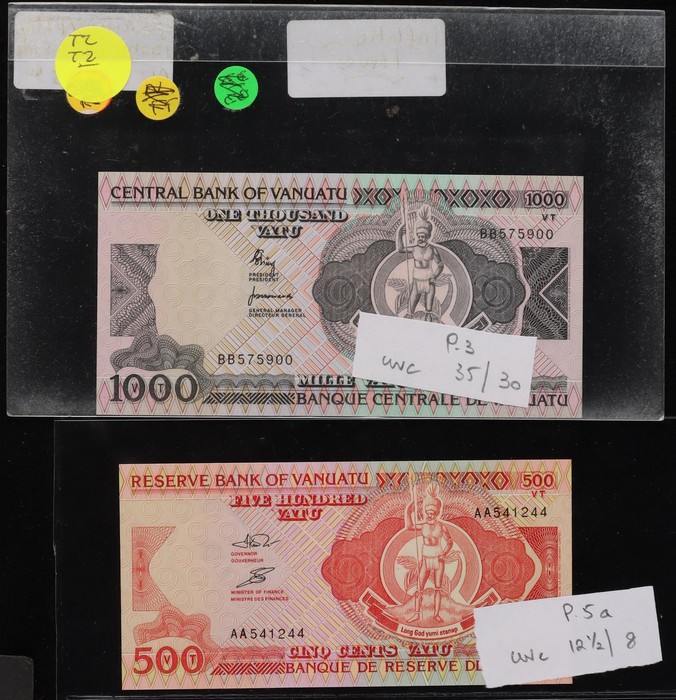 T2
T2
CENTRAL BANK OF VANUATU
1000
VT
ONE THOUSAND
VATU
BB575900
PRESIDENT
PRESIDENT
GENERAL MANAGER
DIRECTEUR GENERAL
BB575900
P.3
unc 35/30
1000
VT
MILLE
BANQUE CENTRALE DE VANUATU
RESERVE BANK OF VANUATU
500
VT
FIVE HUNDRED
VATU
AA541244
GOVERNOR
GOUVERNEUR
MINISTER OF FINANCE
MINISTRE DES FINANCES
Long God yumi stanap
AA541244
P.5a
unc 12½/8
500
VT
CINQ CENTS VATU
BANQUE DE RESERVE DE